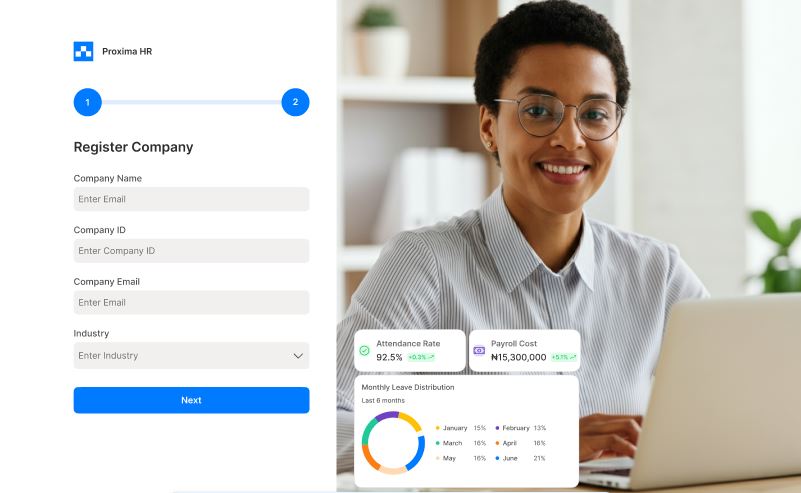 Proxima HR
1 2
Register Company
Company Name
Enter Email
Company ID
Enter Company ID
Company Email
Enter Email
Industry
Enter Industry
Next
Attendance Rate
92.5% +0.3%
Payroll Cost
₦15,300,000 +5.1%
Monthly Leave Distribution
Last 6 months
January 15% February 13%
March 16% April 16%
May 16% June 21%